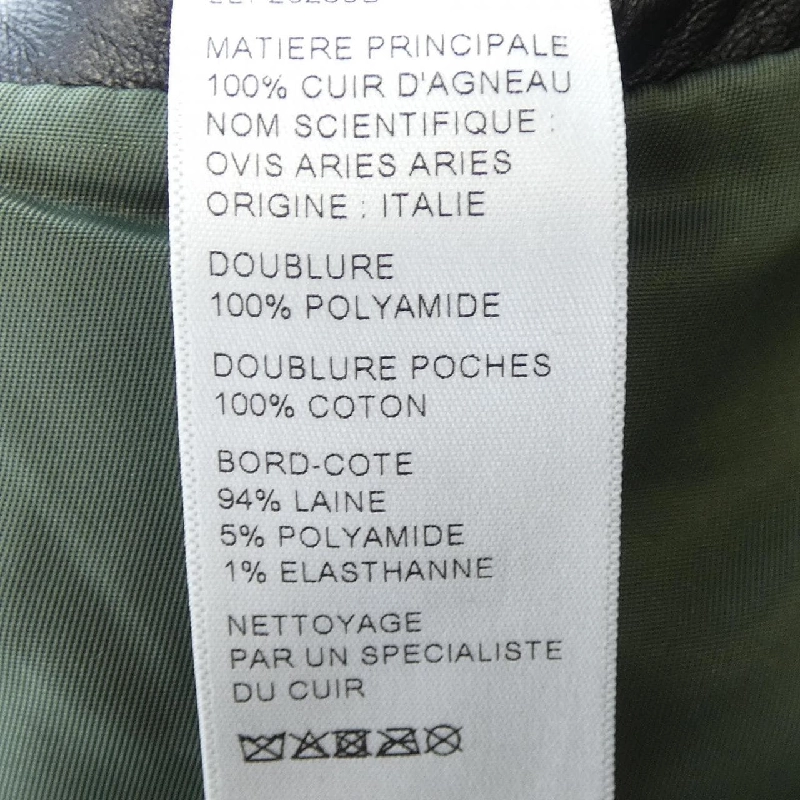 MATIERE PRINCIPALE
100% CUIR D'AGNEAU
NOM SCIENTIFIQUE :
OVIS ARIES ARIES
ORIGINE : ITALIE
DOUBLURE
100% POLYAMIDE
DOUBLURE POCHES
100% COTON
BORD-COTE
94% LAINE
5% POLYAMIDE
1% ELASTHANNE
NETTOYAGE
PAR UN SPECIALISTE
DU CUIR